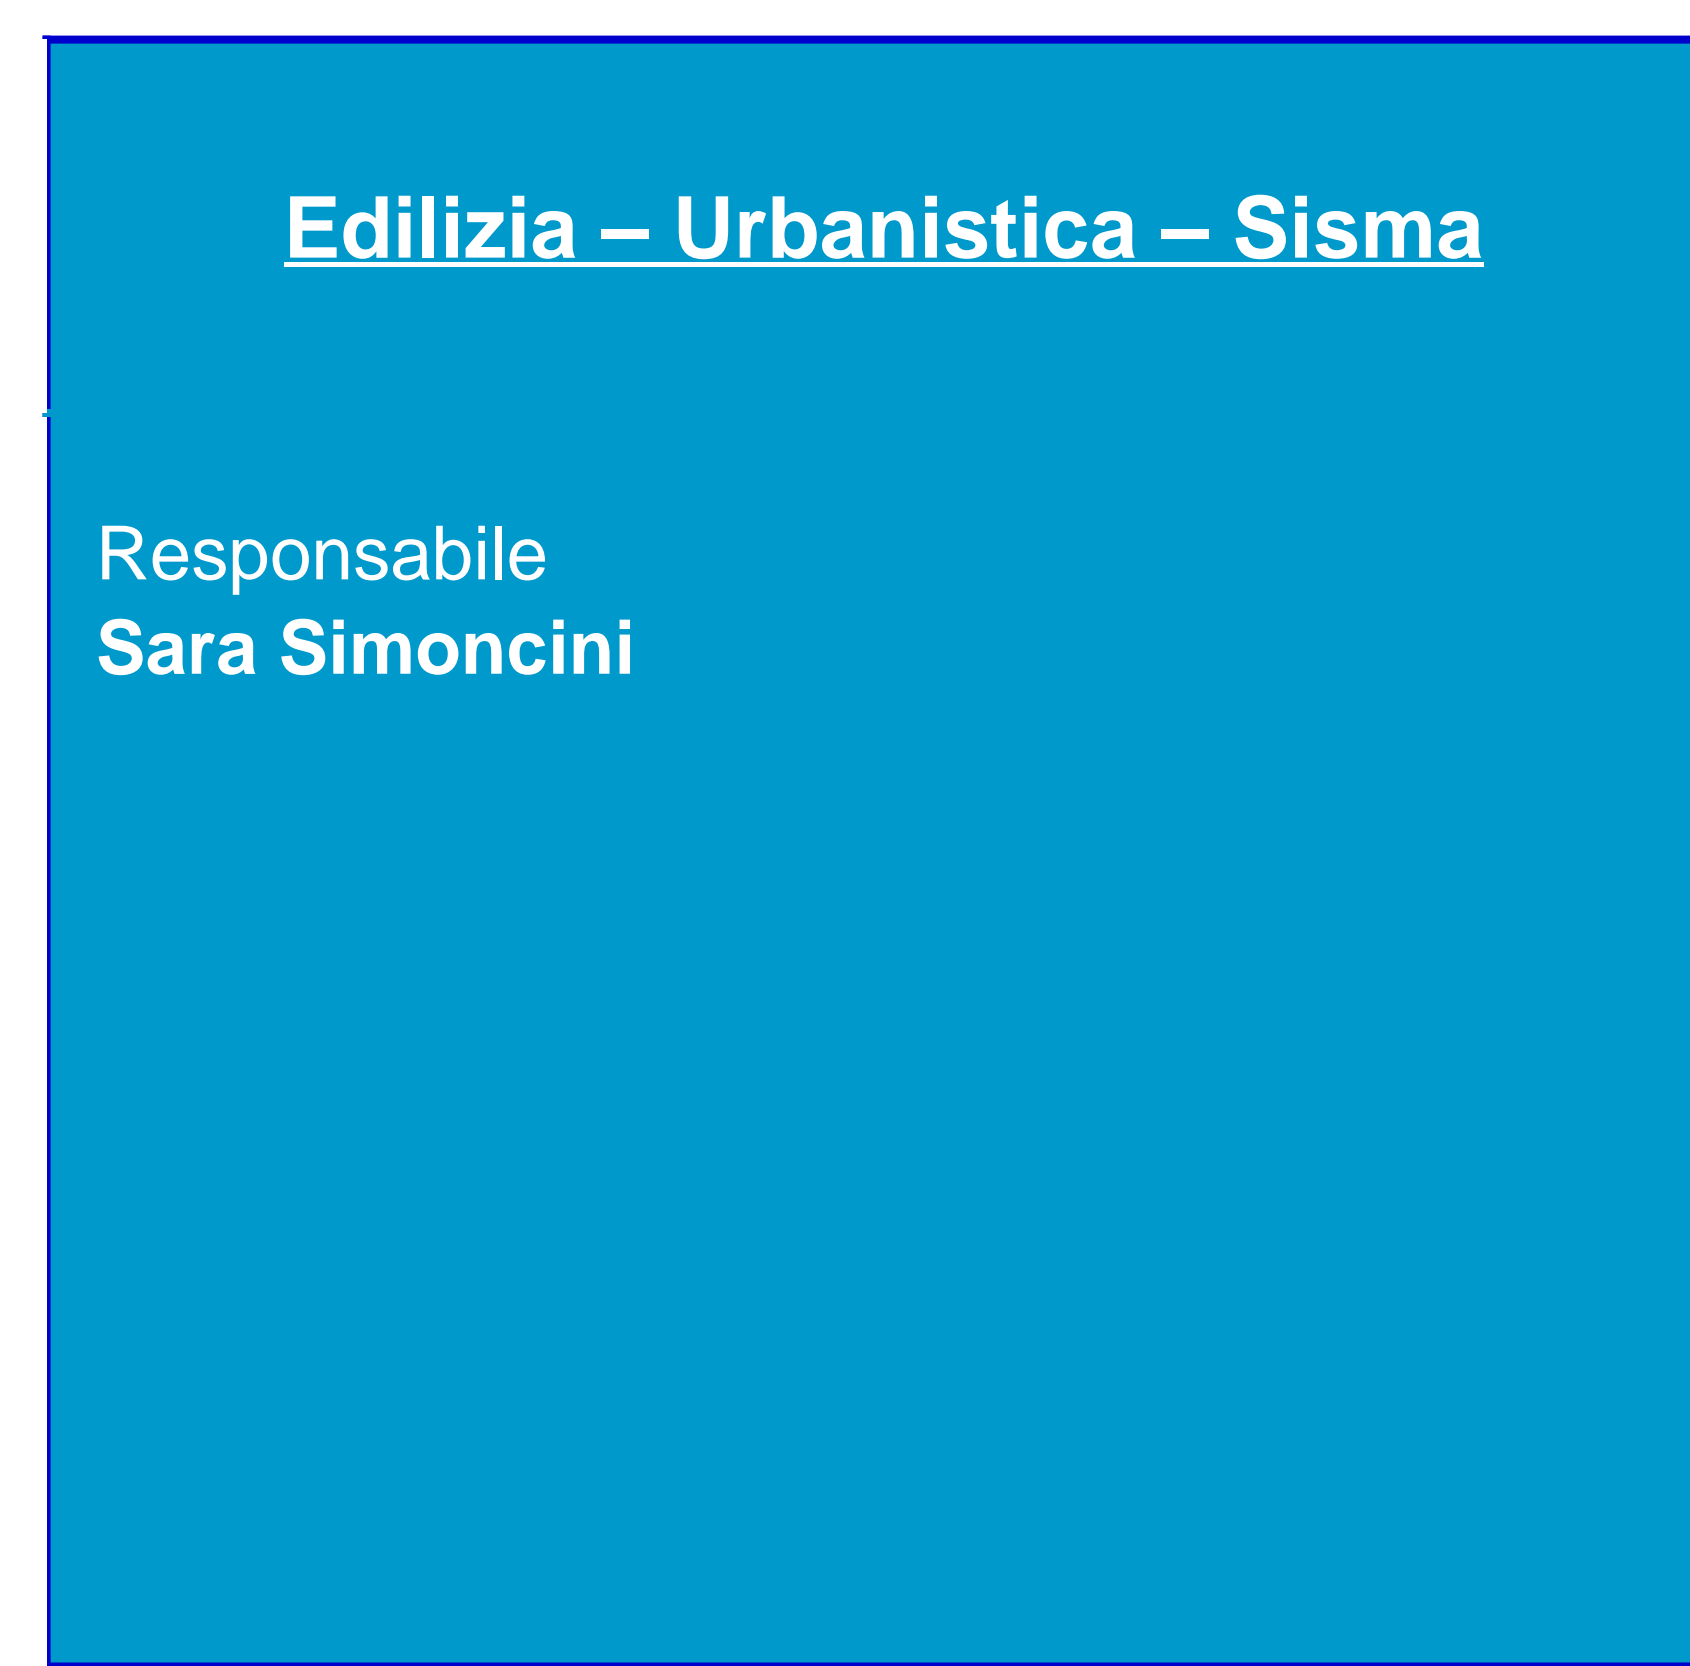 Edilizia – Urbanistica – Sisma
Responsabile
Sara Simoncini